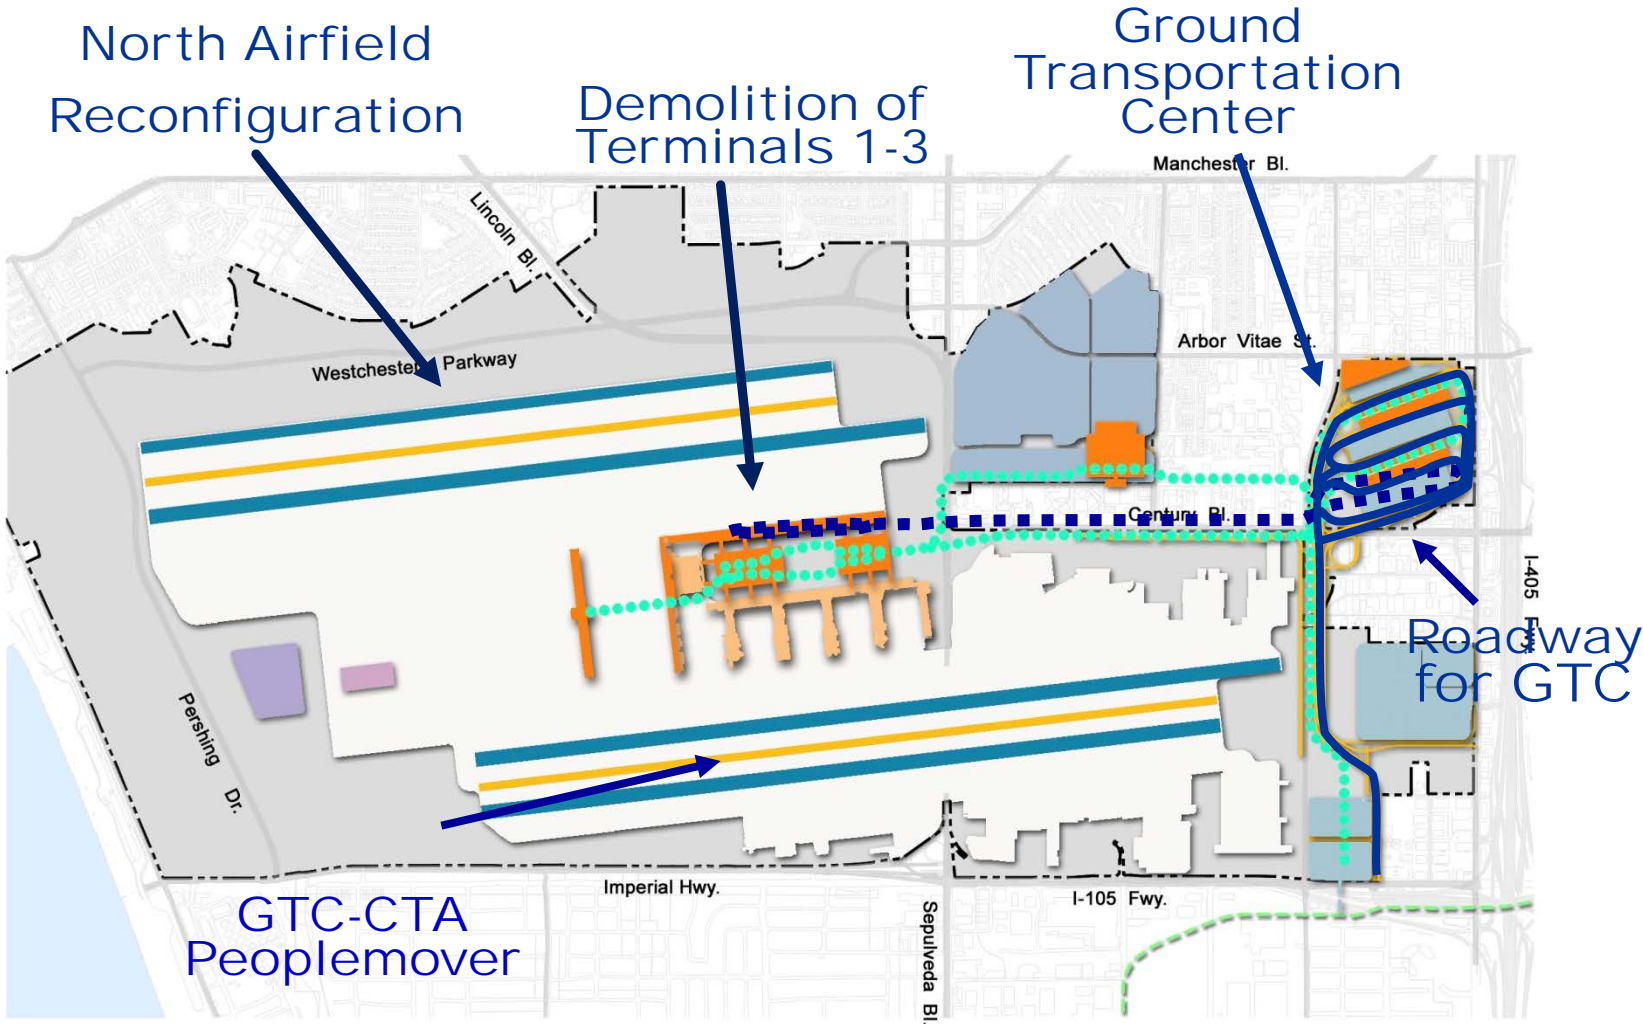 North Airfield
Reconfiguration
Demolition of
Terminals 1-3
Ground
Transportation
Center
Manchester Bl.
Lincoln Bl.
Arbor Vitae St.
Westchester Parkway
Century Bl.
I-405 Fwy.
Roadway
for GTC
Pershing Dr.
Imperial Hwy.
I-105 Fwy.
Sepulveda Bl.
GTC-CTA
Peoplemover